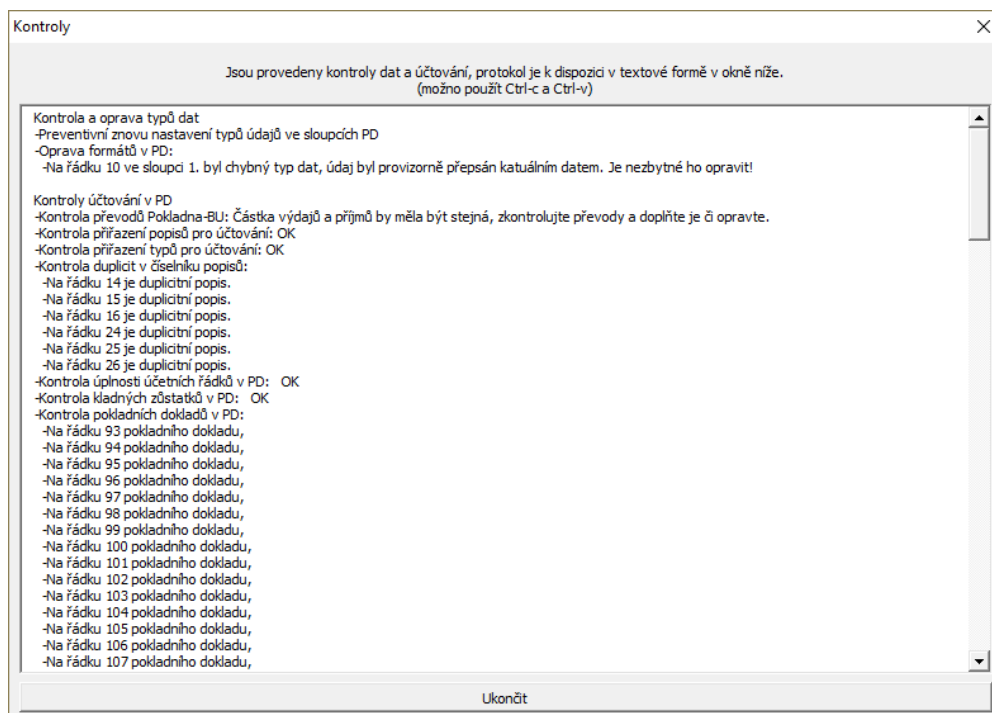 Kontroly
Jsou provedeny kontroly dat a účtování, protokol je k dispozici v textové formě v okně níže.
(možno použít Ctrl-c a Ctrl-v)
Kontrola a oprava typů dat
-Preventivní znovu nastavení typů údajů ve sloupcích PD
-Oprava formátů v PD:
-Na řádku 10 ve sloupci 1. byl chybný typ dat, údaj byl provizorně přepsán katuálním datem. Je nezbytné ho opravit!
Kontroly účtování v PD
-Kontrola převodů Pokladna-BU: Částka výdajů a příjmů by měla být stejná, zkontrolujte převody a doplňte je či opravte.
-Kontrola přiřazení popisů pro účtování: OK
-Kontrola přiřazení typů pro účtování: OK
-Kontrola duplicit v číselníku popisů:
-Na řádku 14 je duplicitní popis.
-Na řádku 15 je duplicitní popis.
-Na řádku 16 je duplicitní popis.
-Na řádku 24 je duplicitní popis.
-Na řádku 25 je duplicitní popis.
-Na řádku 26 je duplicitní popis.
-Kontrola úplnosti účetních řádků v PD: OK
-Kontrola kladných zůstatků v PD: OK
-Kontrola pokladních dokladů v PD:
-Na řádku 93 pokladního dokladu,
-Na řádku 94 pokladního dokladu,
-Na řádku 95 pokladního dokladu,
-Na řádku 96 pokladního dokladu,
-Na řádku 97 pokladního dokladu,
-Na řádku 98 pokladního dokladu,
-Na řádku 99 pokladního dokladu,
-Na řádku 100 pokladního dokladu,
-Na řádku 101 pokladního dokladu,
-Na řádku 102 pokladního dokladu,
-Na řádku 103 pokladního dokladu,
-Na řádku 104 pokladního dokladu,
-Na řádku 105 pokladního dokladu,
-Na řádku 106 pokladního dokladu,
-Na řádku 107 pokladního dokladu,
Ukončit